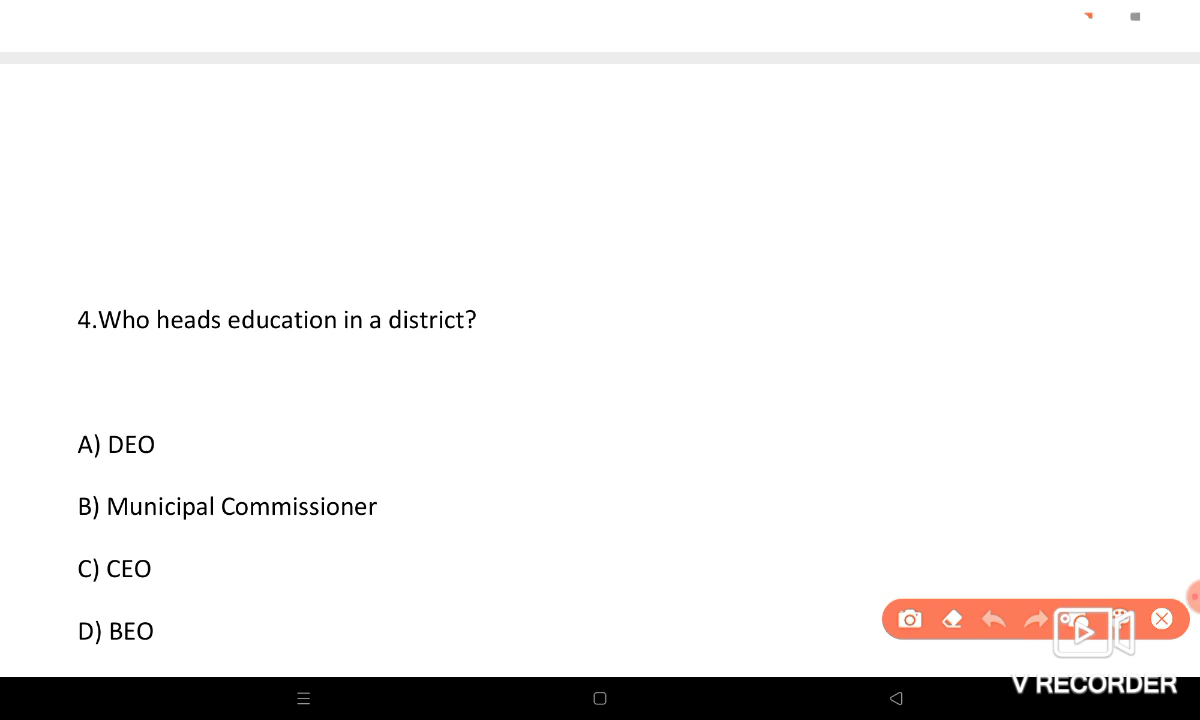 4.Who heads education in a district?
A) DEO
B) Municipal Commissioner
C) CEO
D) BEO
V RECORDER